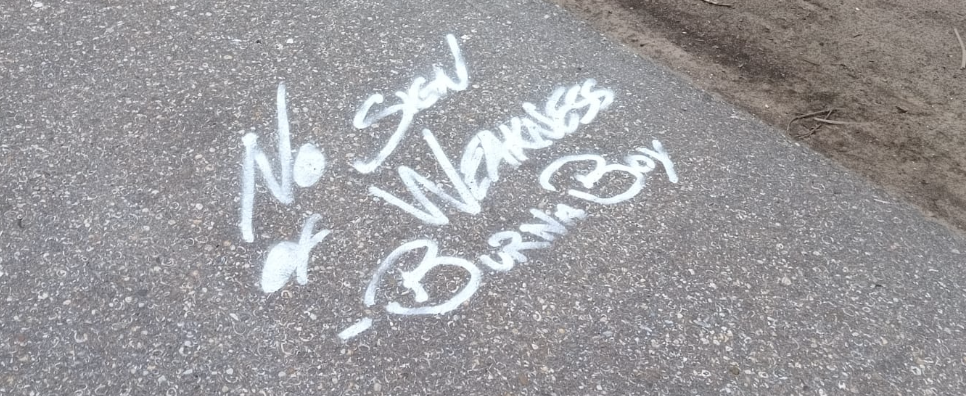 No SIGN
of WEAKNESS
- BURNA BOY